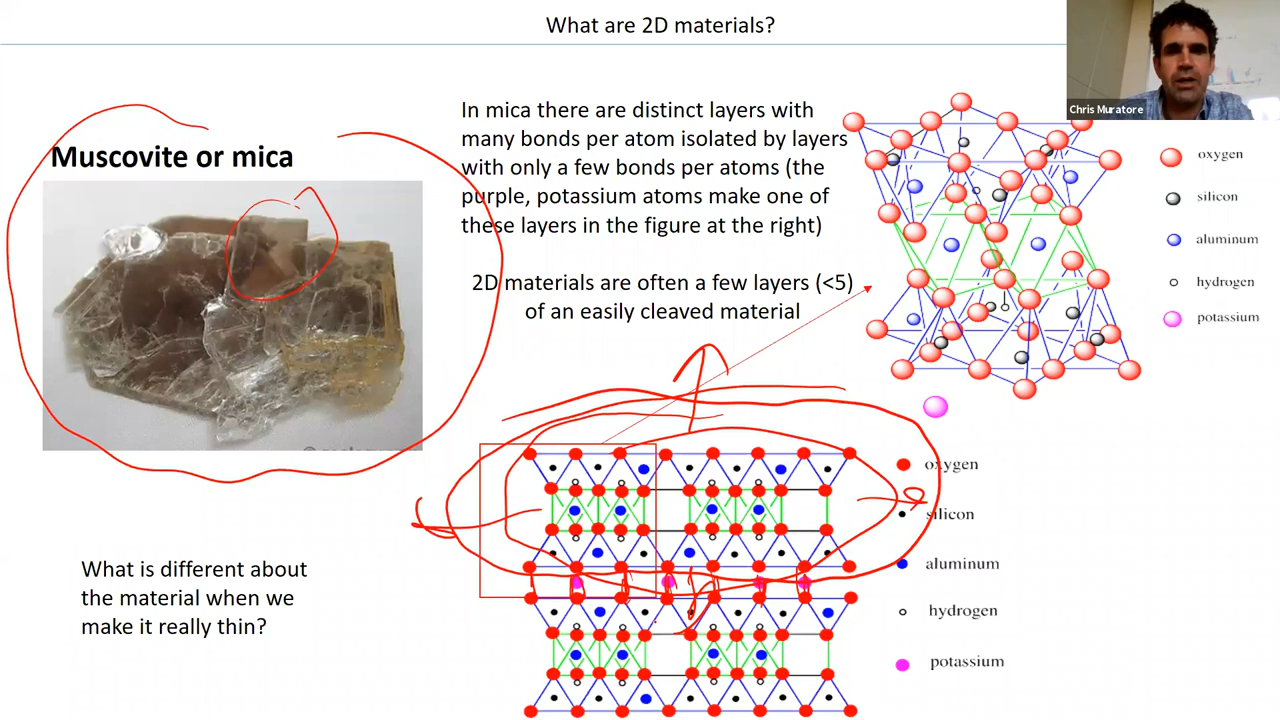 What are 2D materials?
Chris Muratore
Muscovite or mica
In mica there are distinct layers with
many bonds per atom isolated by layers
with only a few bonds per atoms (the
purple, potassium atoms make one of
these layers in the figure at the right)
2D materials are often a few layers (<5)
of an easily cleaved material
oxygen
silicon
aluminum
hydrogen
potassium
oxygen
silicon
aluminum
hydrogen
potassium
What is different about
the material when we
make it really thin?